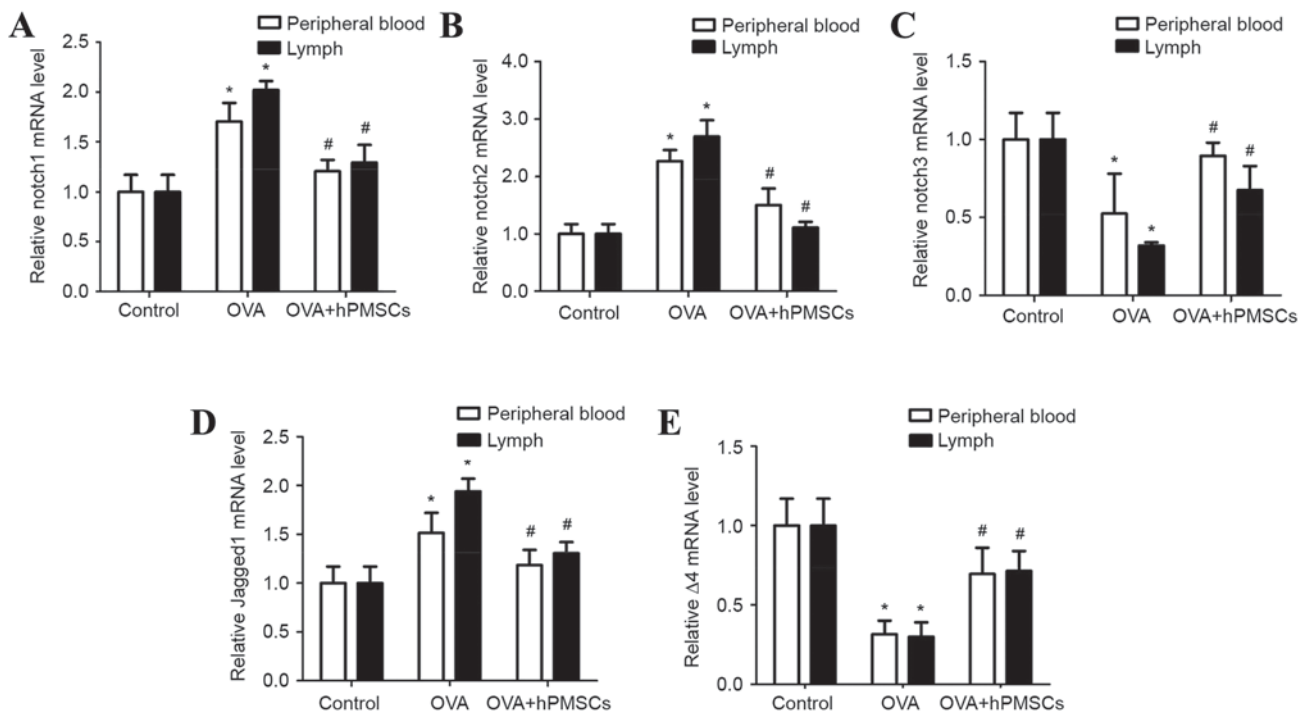 A
Relative notch1 mRNA level
2.5
2.0
1.5
1.0
0.5
0.0
Peripheral blood
Lymph
*
*
#
#
Control
OVA
OVA+hPMSCs
B
Relative notch2 mRNA level
4.0
3.0
2.0
1.0
0.0
Peripheral blood
Lymph
*
*
#
#
Control
OVA
OVA+hPMSCs
C
Relative notch3 mRNA level
1.5
1.0
0.5
0.0
Peripheral blood
Lymph
*
*
#
#
Control
OVA
OVA+hPMSCs
D
Relative Jagged1 mRNA level
2.5
2.0
1.5
1.0
0.5
0.0
Peripheral blood
Lymph
*
*
#
#
Control
OVA
OVA+hPMSCs
E
Relative Δ4 mRNA level
1.5
1.0
0.5
0.0
Peripheral blood
Lymph
*
*
#
#
Control
OVA
OVA+hPMSCs